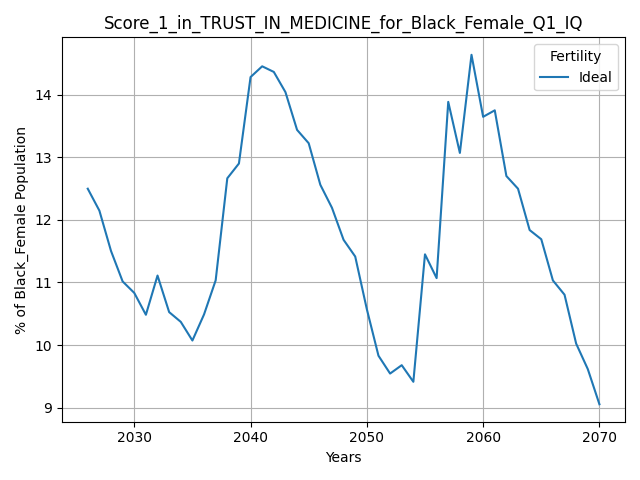 Score_1_in_TRUST_IN_MEDICINE_for_Black_Female_Q1_IQ
Fertility
Ideal
% of Black_Female Population
14
13
12
11
10
9
2030 2040 2050 2060 2070
Years